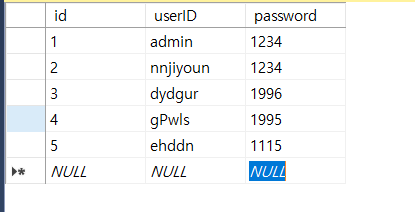 id userID password
1 admin 1234
2 nnjiyoun 1234
3 dydgur 1996
4 gPwls 1995
5 ehddn 1115
NULL NULL NULL